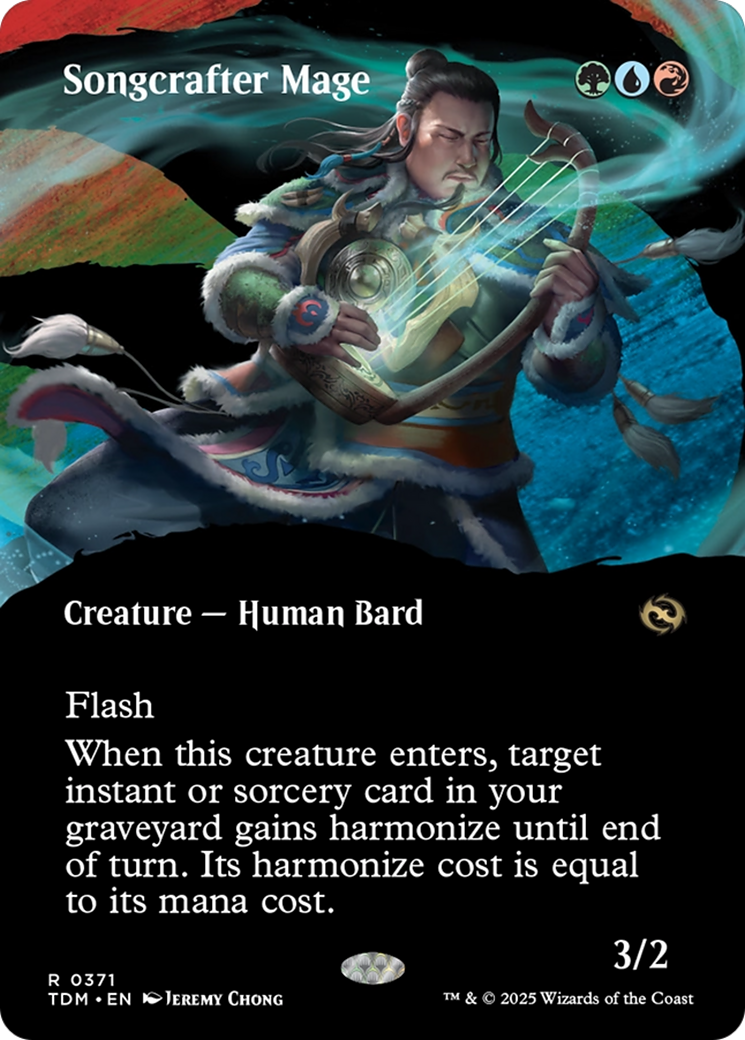 Songcrafter Mage
Creature — Human Bard
Flash
When this creature enters, target
instant or sorcery card in your
graveyard gains harmonize until end
of turn. Its harmonize cost is equal
to its mana cost.
3/2
R 0371
TDM • EN Jeremy Chong
™ & © 2025 Wizards of the Coast